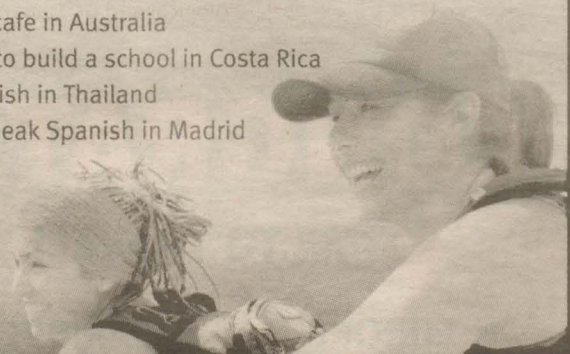 cafe in Australia
to build a school in Costa Rica
ish in Thailand
eak Spanish in Madrid